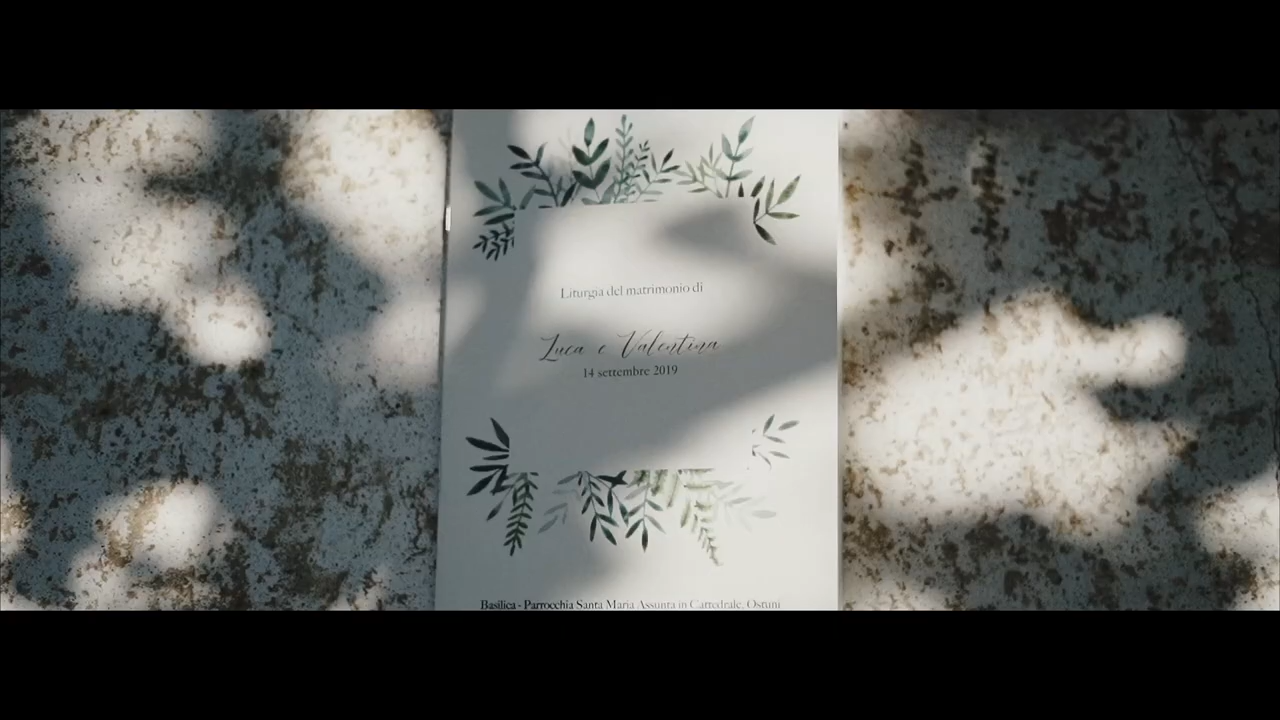 Liturgia del matrimonio di
Luca e Valentina
14 settembre 2019
Basilica - Parrocchia Santa Maria Assunta in Cattedrale, Ostuni